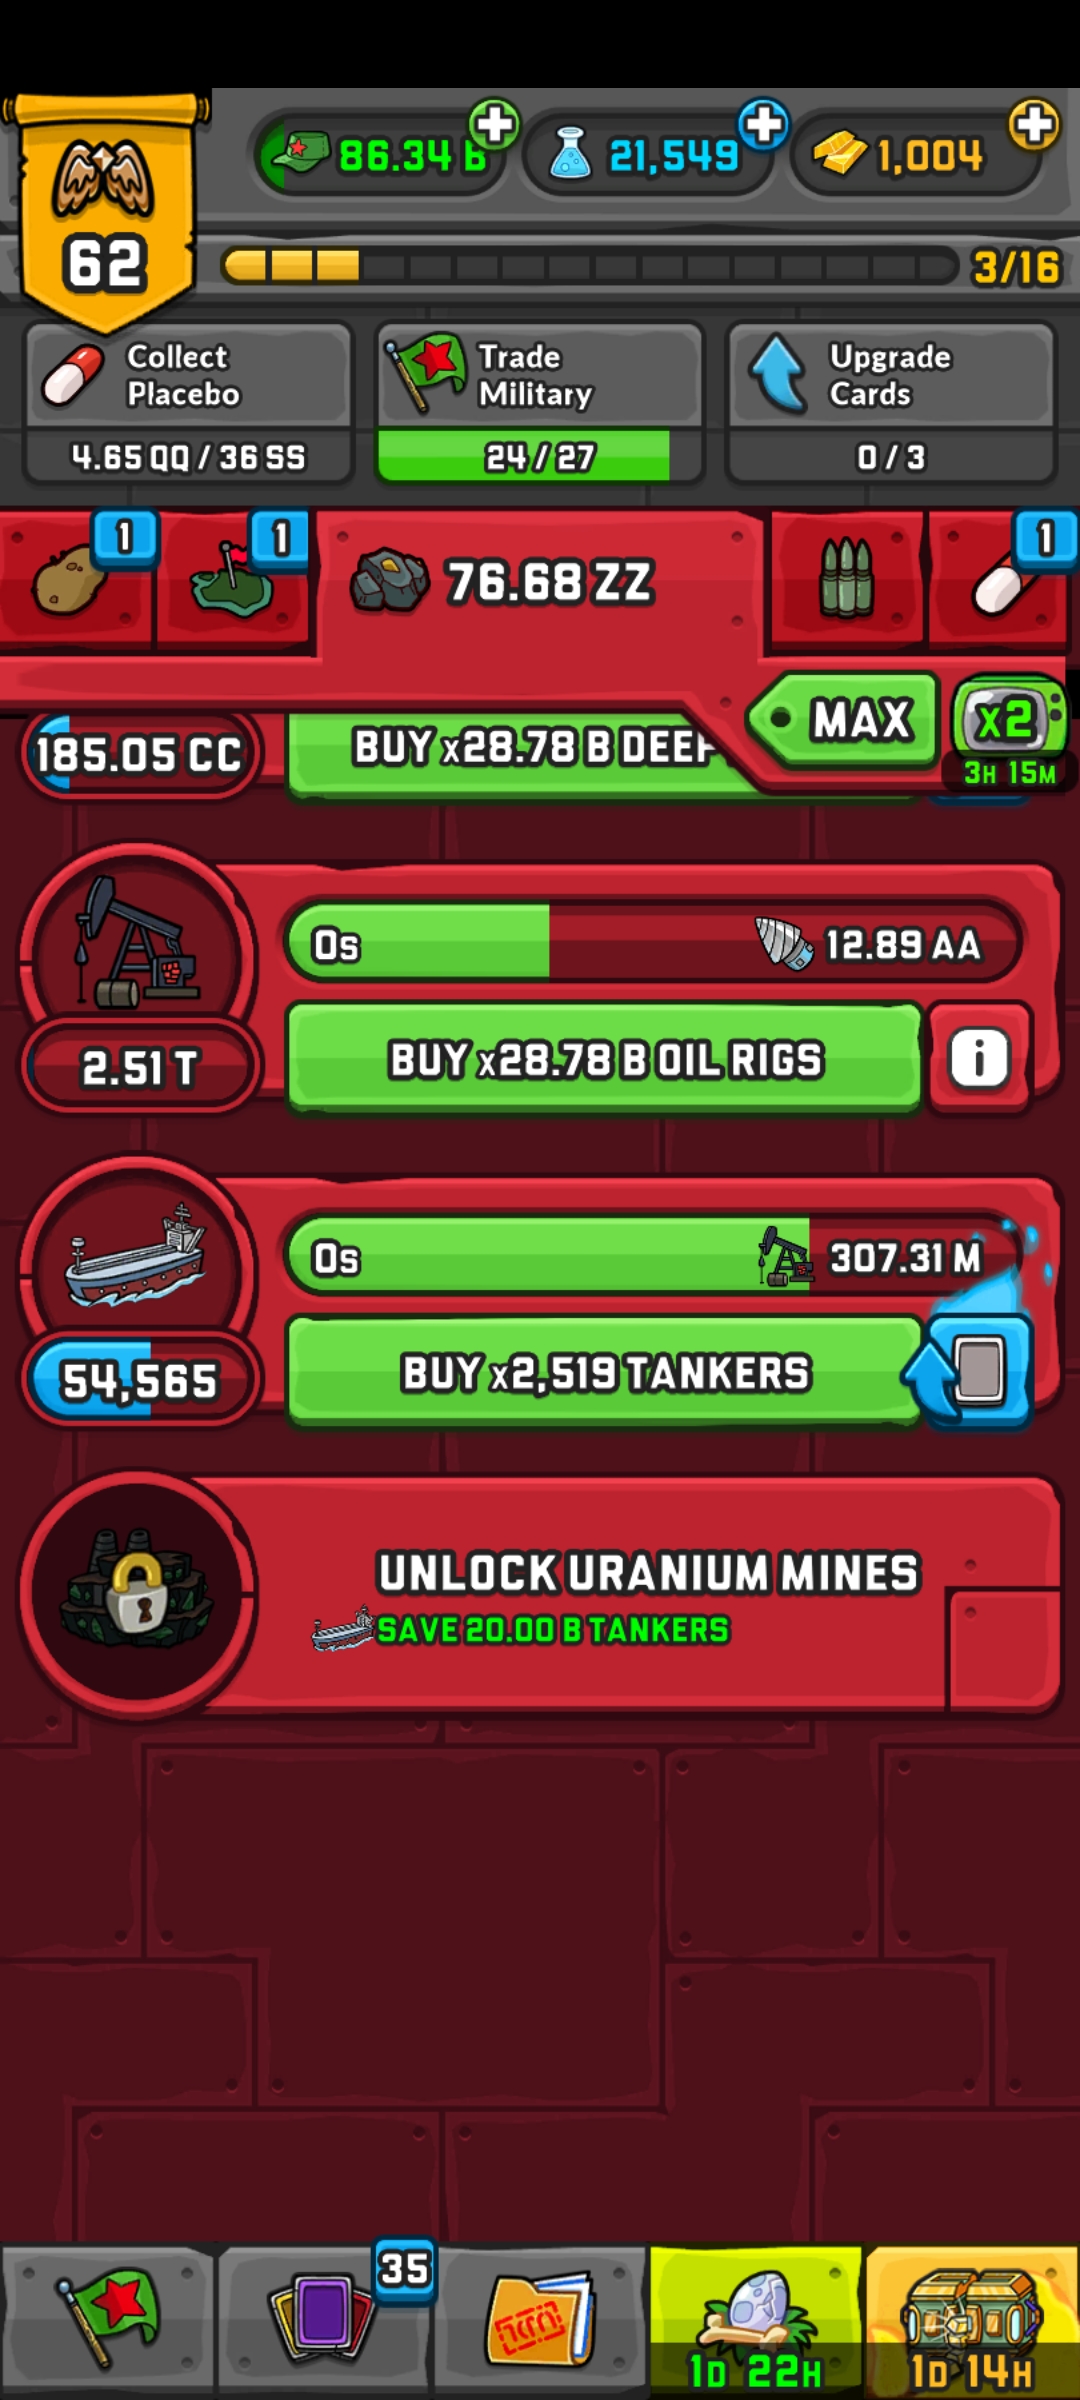 86.34 B
21,549
1,004
62
3/16
Collect
Placebo
4.65 QQ / 36 SS
Trade
Military
24 / 27
Upgrade
Cards
0 / 3
1
1
76.68 ZZ
1
MAX
x2
3H 15M
185.05 CC
BUY x28.78 B DEEP
0s
12.89 AA
2.51 T
BUY x28.78 B OIL RIGS
i
0s
307.31 M
54,565
BUY x2,519 TANKERS
UNLOCK URANIUM MINES
SAVE 20.00 B TANKERS
35
1D 22H
1D 14H